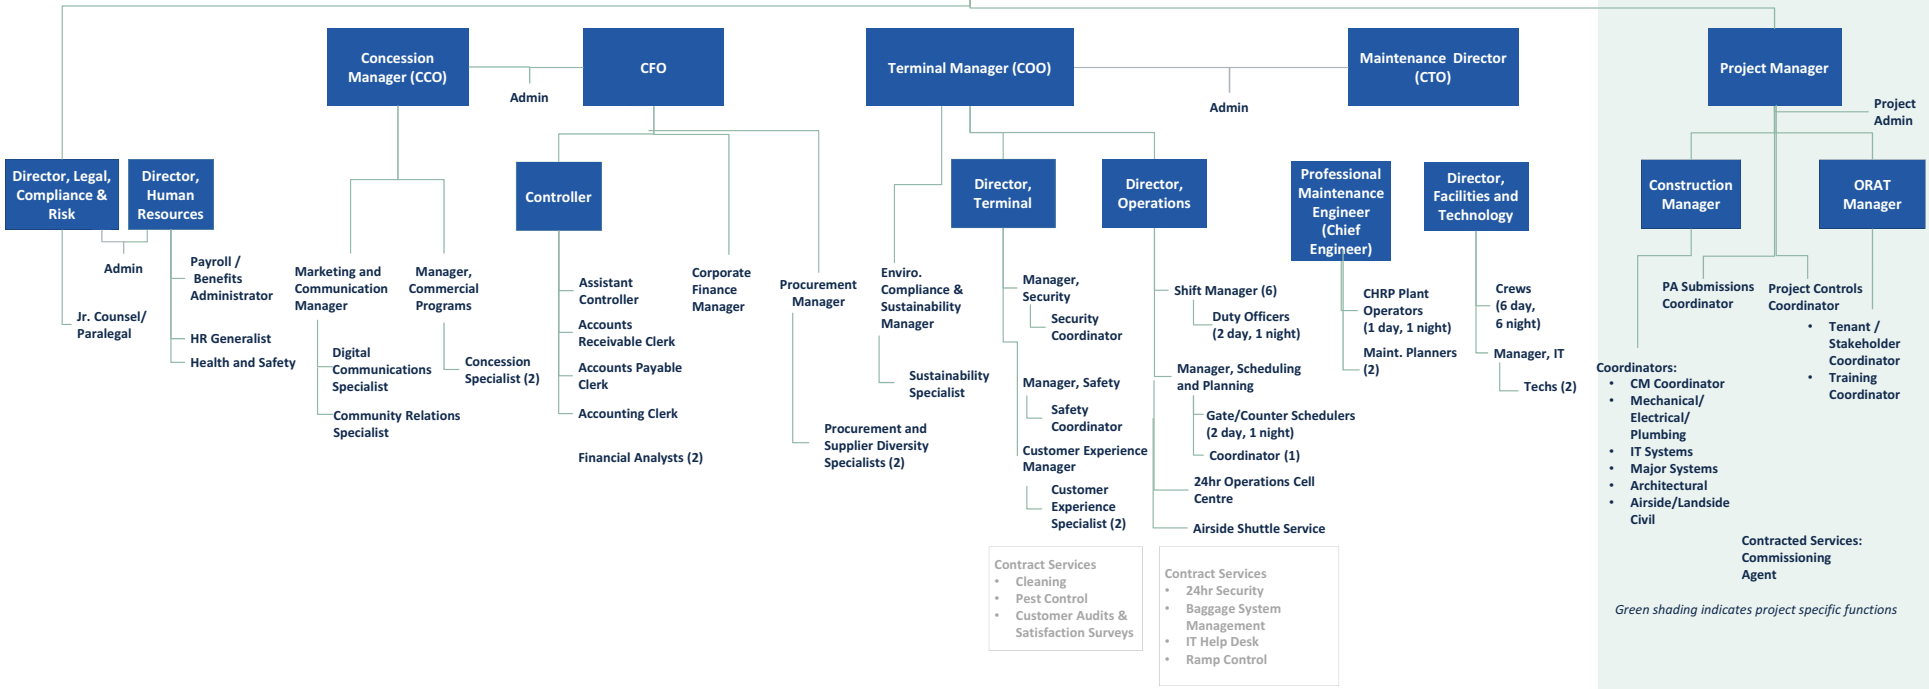 Concession
Manager (CCO)
Admin
CFO
Terminal Manager (COO)
Admin
Maintenance Director
(CTO)
Project Manager
Project
Admin
Director, Legal,
Compliance &
Risk
Director,
Human
Resources
Admin
Jr. Counsel/
Paralegal
Payroll /
Benefits
Administrator
HR Generalist
Health and Safety
Marketing and
Communication
Manager
Digital
Communications
Specialist
Community Relations
Specialist
Manager,
Commercial
Programs
Concession
Specialist (2)
Controller
Assistant
Controller
Accounts
Receivable Clerk
Accounts Payable
Clerk
Accounting Clerk
Financial Analysts (2)
Corporate
Finance
Manager
Procurement
Manager
Procurement and
Supplier Diversity
Specialists (2)
Enviro.
Compliance &
Sustainability
Manager
Sustainability
Specialist
Director,
Terminal
Manager,
Security
Security
Coordinator
Manager, Safety
Safety
Coordinator
Customer Experience
Manager
Customer
Experience
Specialist (2)
Director,
Operations
Shift Manager (6)
Duty Officers
(2 day, 1 night)
Manager, Scheduling
and Planning
Gate/Counter Schedulers
(2 day, 1 night)
Coordinator (1)
24hr Operations Cell
Centre
Airside Shuttle Service
Professional
Maintenance
Engineer
(Chief
Engineer)
CHRP Plant
Operators
(1 day, 1 night)
Maint. Planners
(2)
Director,
Facilities and
Technology
Crews
(6 day,
6 night)
Manager, IT
Techs (2)
Construction
Manager
ORAT
Manager
PA Submissions
Coordinator
Project Controls
Coordinator
• Tenant /
Stakeholder
Coordinator
• Training
Coordinator
Coordinators:
• CM Coordinator
• Mechanical/
Electrical/
Plumbing
• IT Systems
• Major Systems
• Architectural
• Airside/Landside
Civil
Contracted Services:
Commissioning
Agent
Green shading indicates project specific functions
Contract Services
• Cleaning
• Pest Control
• Customer Audits &
Satisfaction Surveys
Contract Services
• 24hr Security
• Baggage System
Management
• IT Help Desk
• Ramp Control